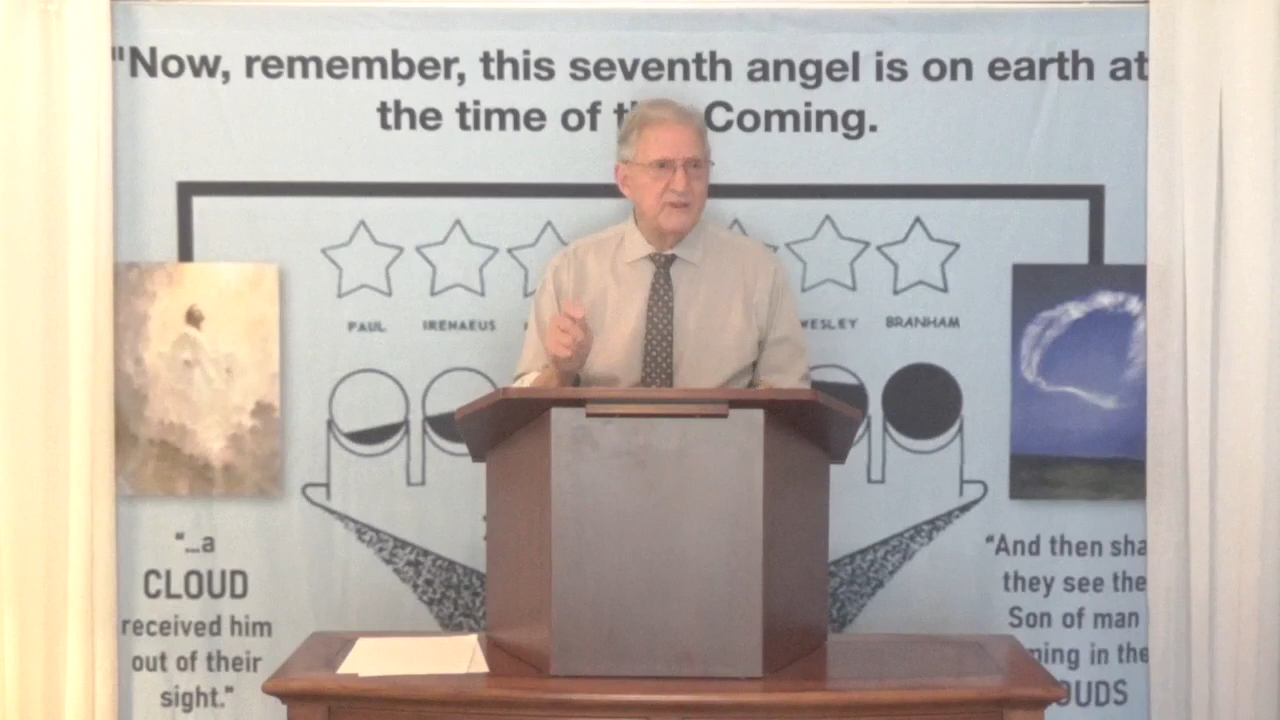 "Now, remember, this seventh angel is on earth at
the time of Coming.
PAUL IRENAEUS WESLEY BRANHAM
"...a
CLOUD
received him
out of their
sight."
"And then sha
they see the
Son of man
ming in the
OUDS